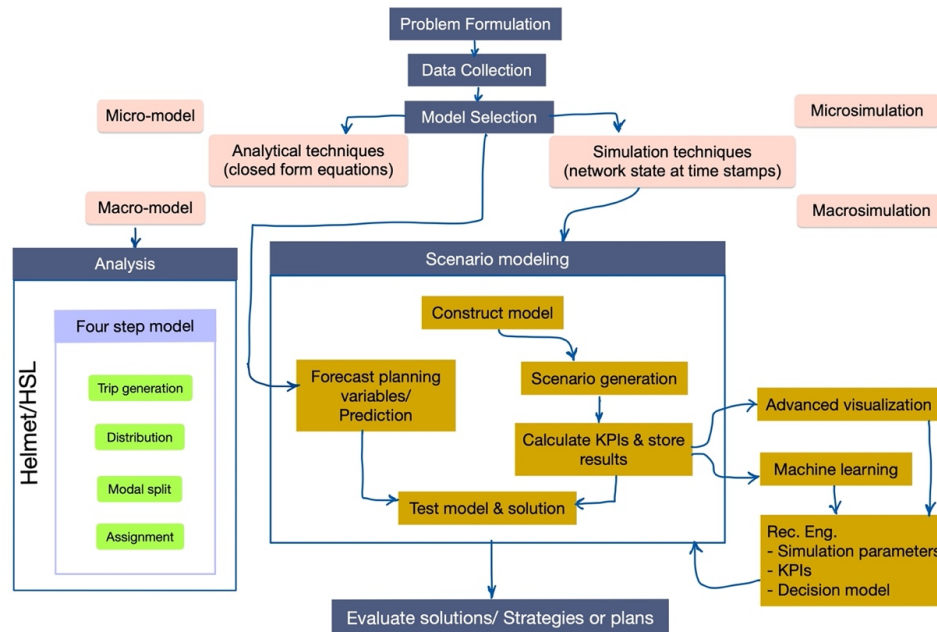 Problem Formulation
Data Collection
Model Selection
Micro-model
Microsimulation
Analytical techniques
(closed form equations)
Simulation techniques
(network state at time stamps)
Macro-model
Macrosimulation
Analysis
Helmet/HSL
Four step model
Trip generation
Distribution
Modal split
Assignment
Scenario modeling
Construct model
Forecast planning
variables/
Prediction
Scenario generation
Calculate KPIs & store
results
Test model & solution
Advanced visualization
Machine learning
Rec. Eng.
- Simulation parameters
- KPIs
- Decision model
Evaluate solutions/ Strategies or plans